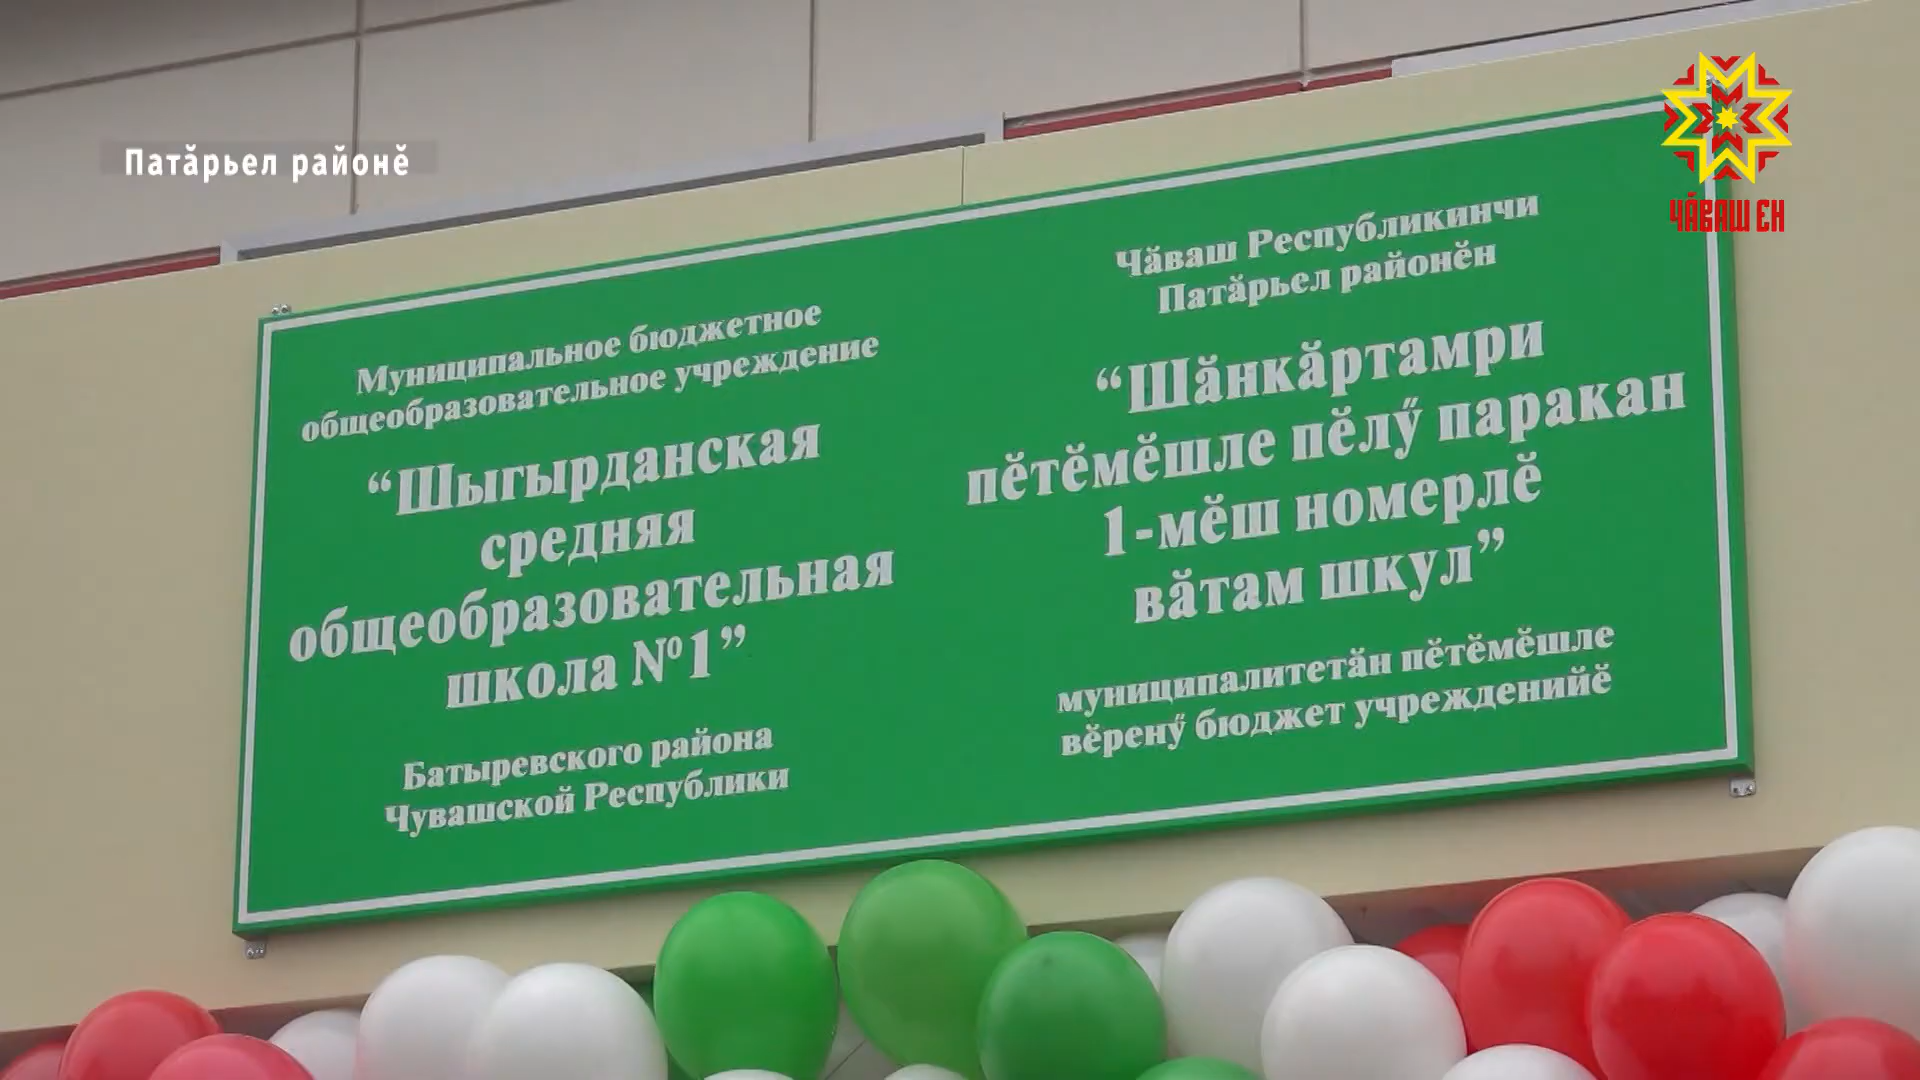 Патӑрьел районӗ
ЧӐВАШ ЕН
Муниципальное бюджетное
общеобразовательное учреждение
“Шыгырданская
средняя
общеобразовательная
школа №1”
Батыревского района
Чувашской Республики
Чӑваш Республикинчи
Патӑрьел районӗн
“Шӑнкӑртамри
пӗтӗмӗшле пӗлӳ паракан
1-мӗш номерлӗ
вӑтам шкул”
муниципалитетӑн пӗтӗмӗшле
вӗренӳ бюджет учрежденийӗ